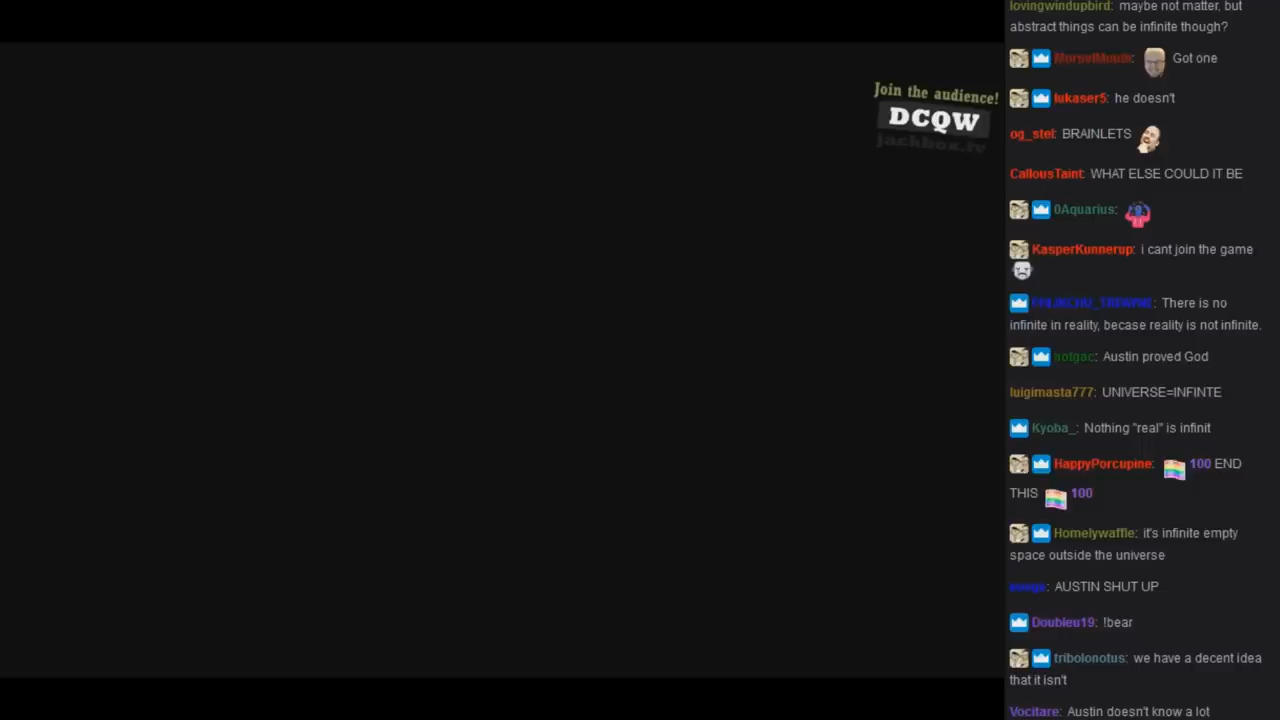 Join the audience!
DCQW
jackbox.tv
lovingwindupbird: maybe not matter, but
abstract things can be infinite though?
MorselMouth: Got one
lukaser5: he doesn't
og_stel: BRAINLETS
CallousTaint: WHAT ELSE COULD IT BE
0Aquarius:
KasperKunnerup: i cant join the game
: There is no
infinite in reality, becase reality is not infinite.
notgac: Austin proved God
luigimasta777: UNIVERSE=INFINTE
Kyoba_: Nothing "real" is infinit
HappyPorcupine: 100 END
THIS 100
Homelywaffle: it's infinite empty
space outside the universe
: AUSTIN SHUT UP
Doubleu19: !bear
tribolonotus: we have a decent idea
that it isn't
Vocitare: Austin doesn't know a lot